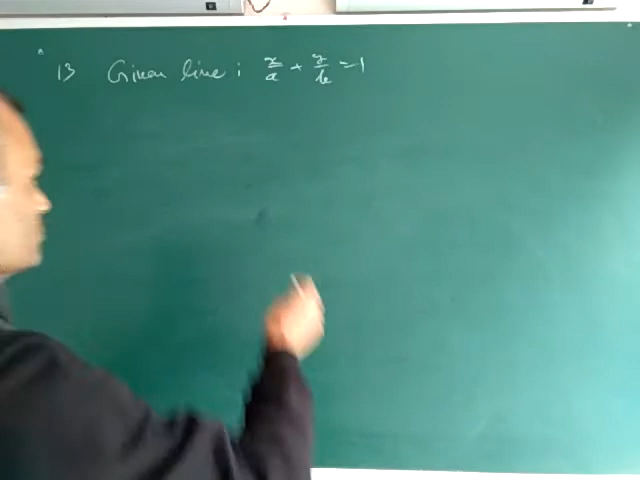 13 Given line : x/a + y/b = 1